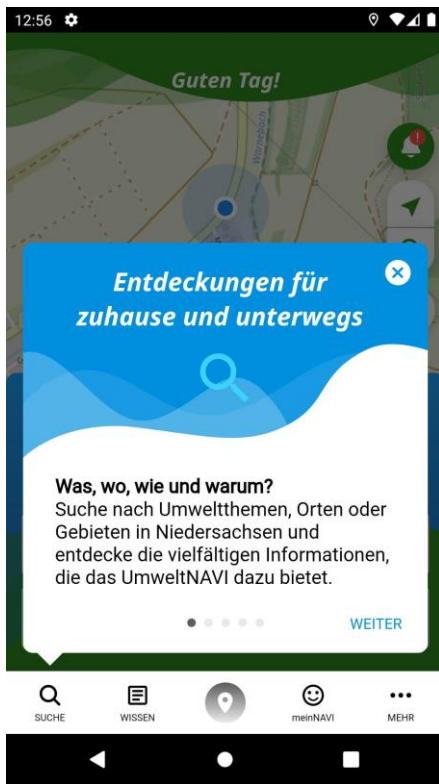 12:56
Guten Tag!
Warnebach
Entdeckungen für
zuhause und unterwegs
Was, wo, wie und warum?
Suche nach Umweltthemen, Orten oder
Gebieten in Niedersachsen und
entdecke die vielfältigen Informationen,
die das UmweltNAVI dazu bietet.
WEITER
SUCHE
WISSEN
meinNAVI
MEHR